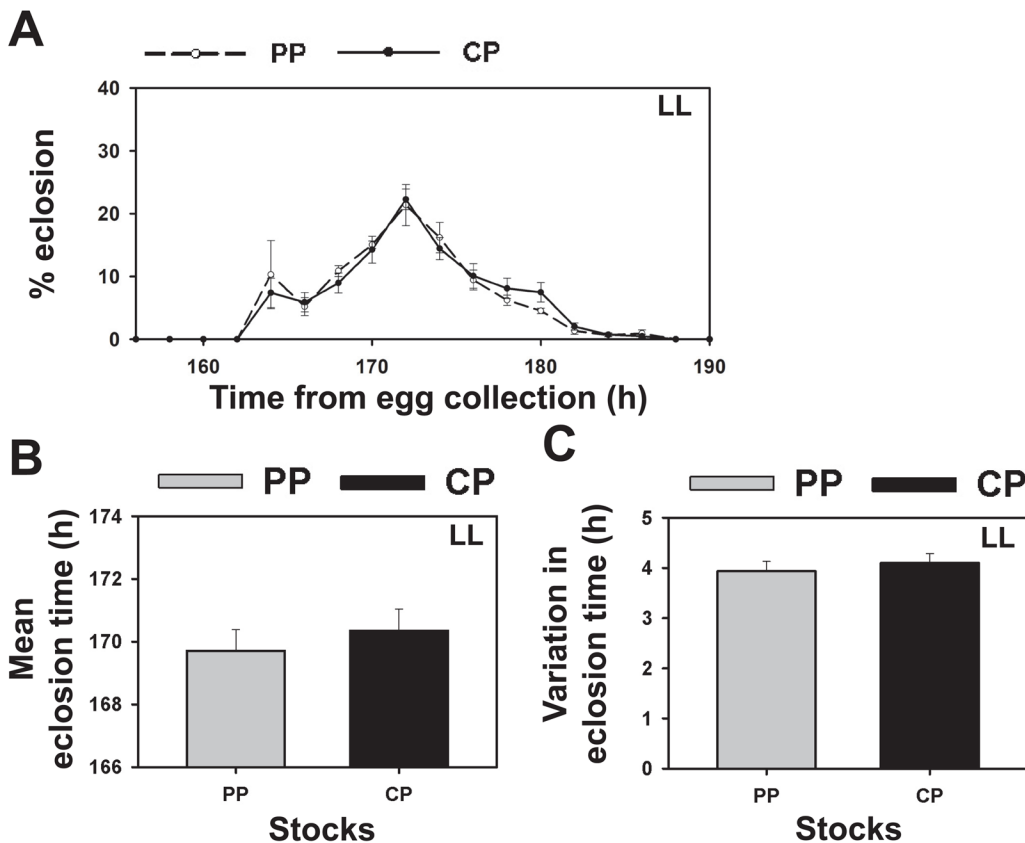 A
PP CP
LL
% eclosion
40
30
20
10
0
160 170 180 190
Time from egg collection (h)
B
PP CP
LL
Mean
eclosion time (h)
174
172
170
168
166
PP CP
Stocks
C
PP CP
LL
Variation in
eclosion time (h)
5
4
3
2
1
0
PP CP
Stocks